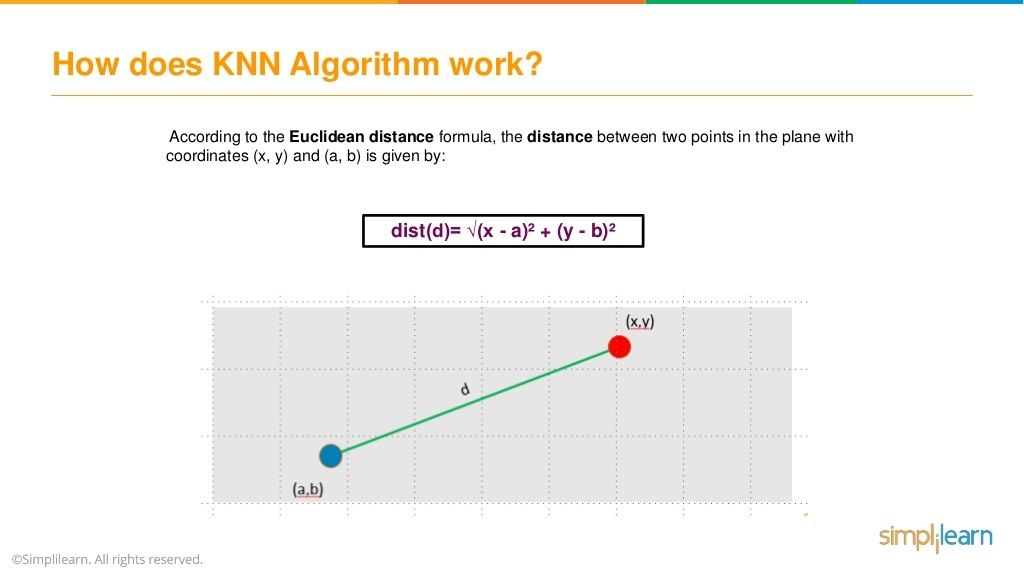 How does KNN Algorithm work?
According to the Euclidean distance formula, the distance between two points in the plane with
coordinates (x, y) and (a, b) is given by:
dist(d)= √(x - a)² + (y - b)²
(x,y)
d
(a,b)
simplilearn
©Simplilearn. All rights reserved.